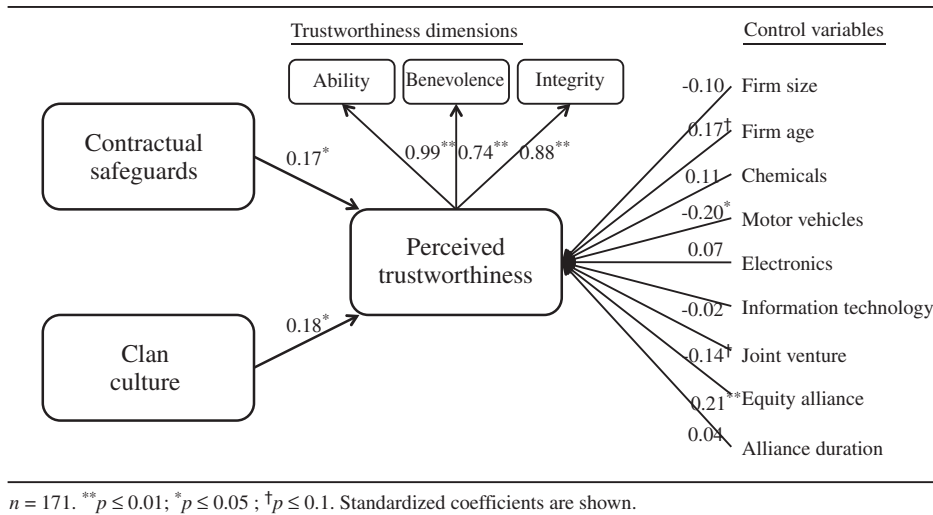 Trustworthiness dimensions
Control variables
Ability
Benevolence
Integrity
Contractual
safeguards
0.17*
0.99**
0.74**
0.88**
Perceived
trustworthiness
Clan
culture
0.18*
-0.10
Firm size
0.17†
Firm age
0.11
Chemicals
-0.20*
Motor vehicles
0.07
Electronics
-0.02
Information technology
-0.14†
Joint venture
0.21**
Equity alliance
0.04
Alliance duration
n = 171. **p ≤ 0.01; *p ≤ 0.05 ; †p ≤ 0.1. Standardized coefficients are shown.